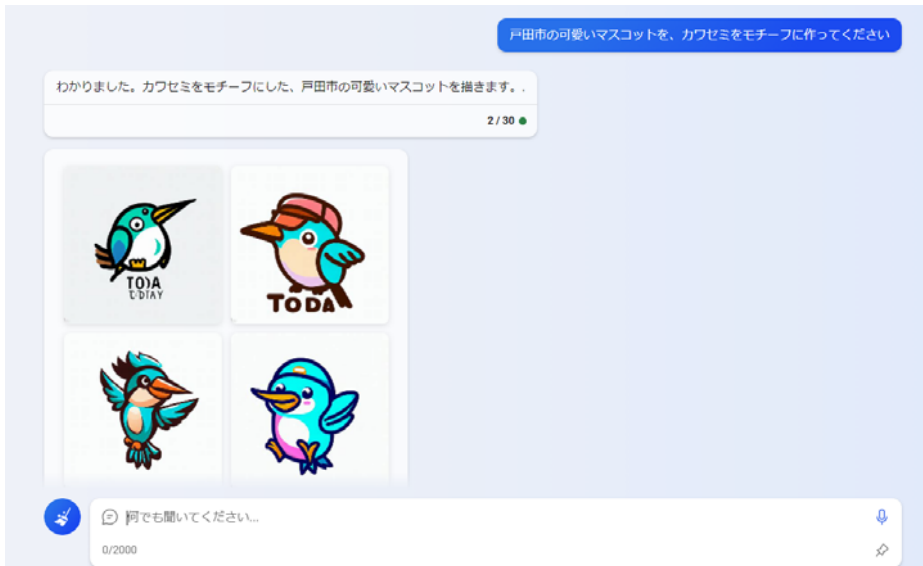 戸田市の可愛いマスコットを、カワセミをモチーフに作ってください
わかりました。カワセミをモチーフにした、戸田市の可愛いマスコットを描きます。.
2 / 30
TODA
何でも聞いてください...
0/2000